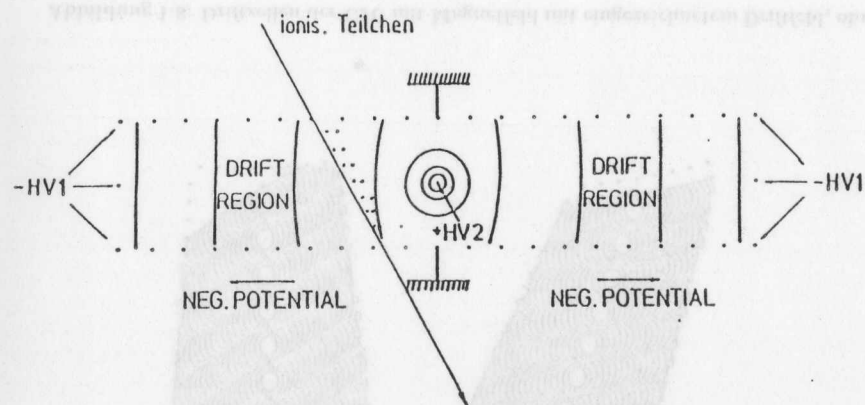 ionis. Teilchen
DRIFT
REGION
DRIFT
REGION
-HV1
-HV1
+HV2
NEG. POTENTIAL
NEG. POTENTIAL